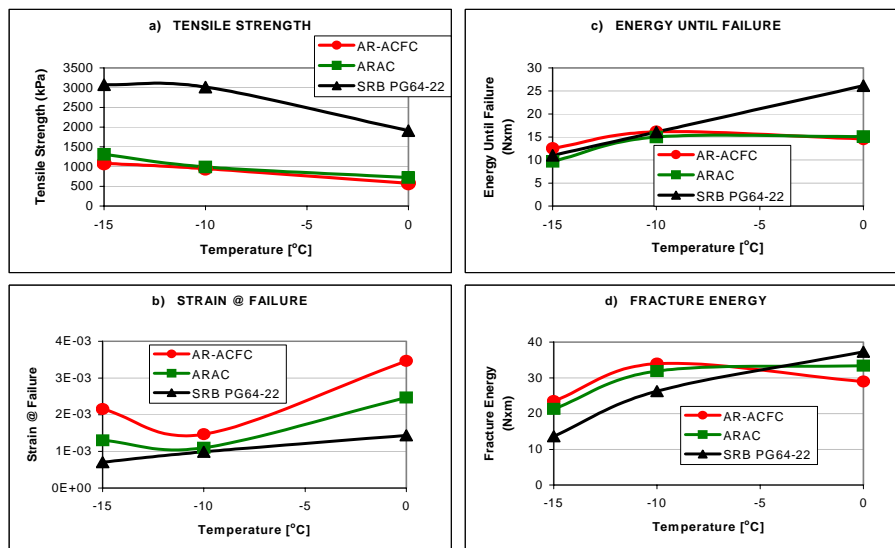 a) TENSILE STRENGTH
3500
3000
2500
2000
1500
1000
500
0
Tensile Strength (kPa)
AR-ACFC
ARAC
SRB PG64-22
-15
-10
-5
0
Temperature [°C]
c) ENERGY UNTIL FAILURE
30
25
20
15
10
5
0
Energy Until Failure
(Nxm)
AR-ACFC
ARAC
SRB PG64-22
-15
-10
-5
0
Temperature [°C]
b) STRAIN @ FAILURE
4E-03
3E-03
2E-03
1E-03
0E+00
Strain @ Failure
AR-ACFC
ARAC
SRB PG64-22
-15
-10
-5
0
Temperature [°C]
d) FRACTURE ENERGY
40
30
20
10
0
Fracture Energy
(Nxm)
AR-ACFC
ARAC
SRB PG64-22
-15
-10
-5
0
Temperature [°C]